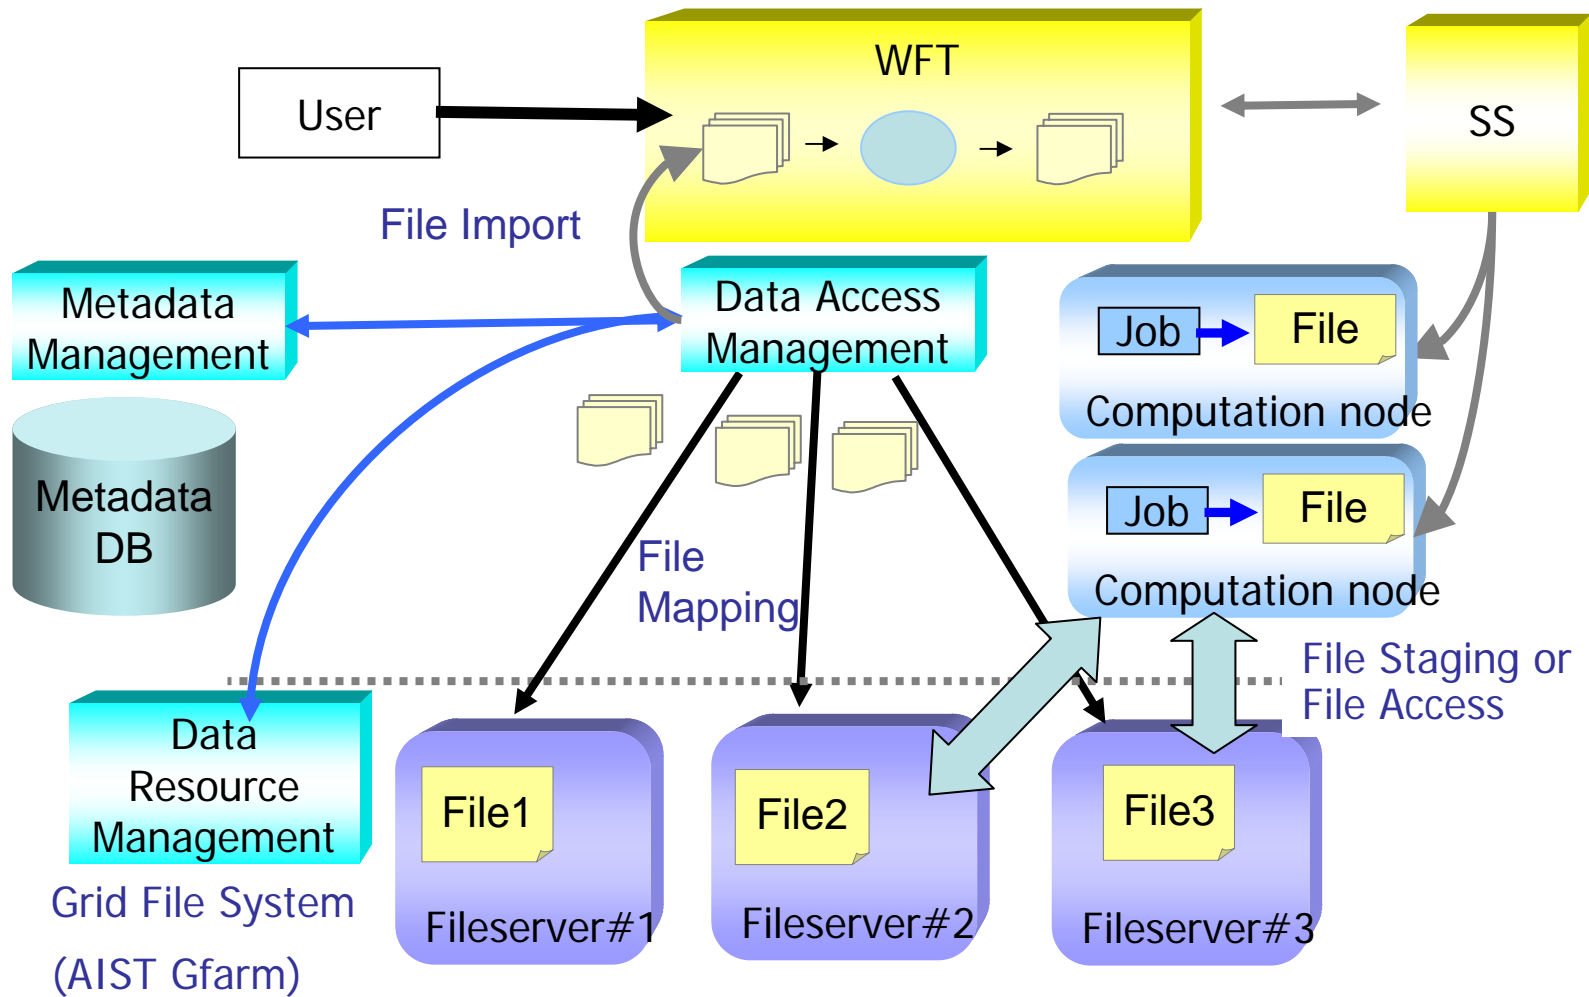 WFT
User
SS
File Import
Metadata
Management
Data Access
Management
Job
File
Computation node
Metadata
DB
Job
File
Computation node
File
Mapping
File Staging or
File Access
Data
Resource
Management
File1
File2
File3
Fileserver#1
Fileserver#2
Fileserver#3
Grid File System
(AIST Gfarm)